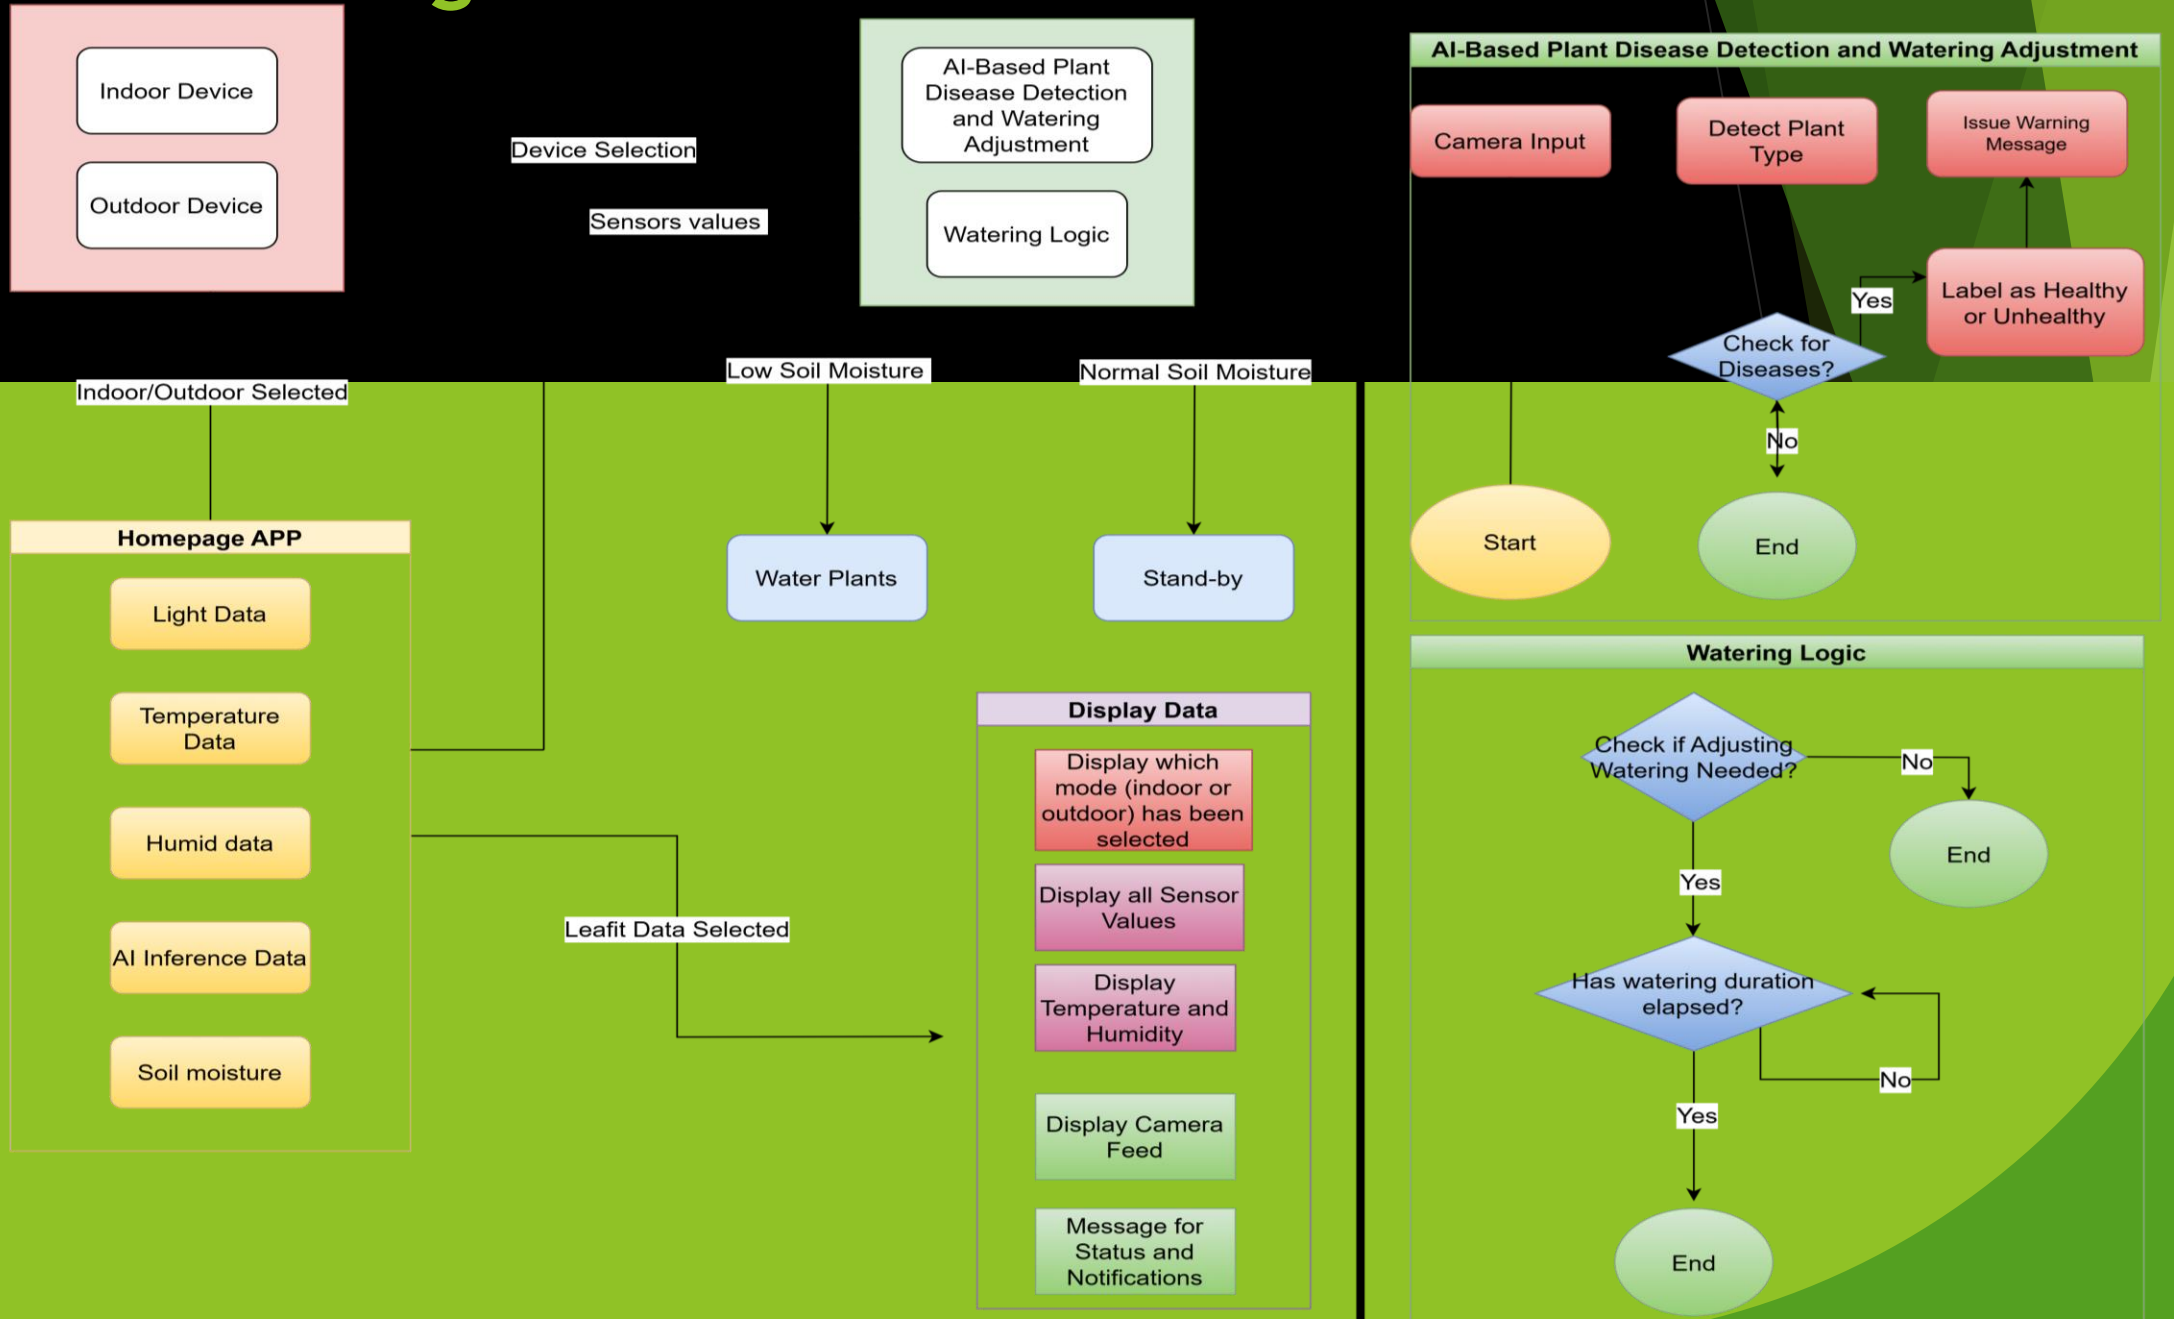 Indoor Device
Outdoor Device
Device Selection
Sensors values
AI-Based Plant
Disease Detection
and Watering
Adjustment
Watering Logic
Indoor/Outdoor Selected
Low Soil Moisture
Normal Soil Moisture
Homepage APP
Light Data
Temperature
Data
Humid data
AI Inference Data
Soil moisture
Water Plants
Stand-by
Leafit Data Selected
Display Data
Display which
mode (indoor or
outdoor) has been
selected
Display all Sensor
Values
Display
Temperature and
Humidity
Display Camera
Feed
Message for
Status and
Notifications
AI-Based Plant Disease Detection and Watering Adjustment
Camera Input
Detect Plant
Type
Issue Warning
Message
Label as Healthy
or Unhealthy
Yes
Check for
Diseases?
No
Start
End
Watering Logic
Check if Adjusting
Watering Needed?
No
End
Yes
Has watering duration
elapsed?
No
Yes
End